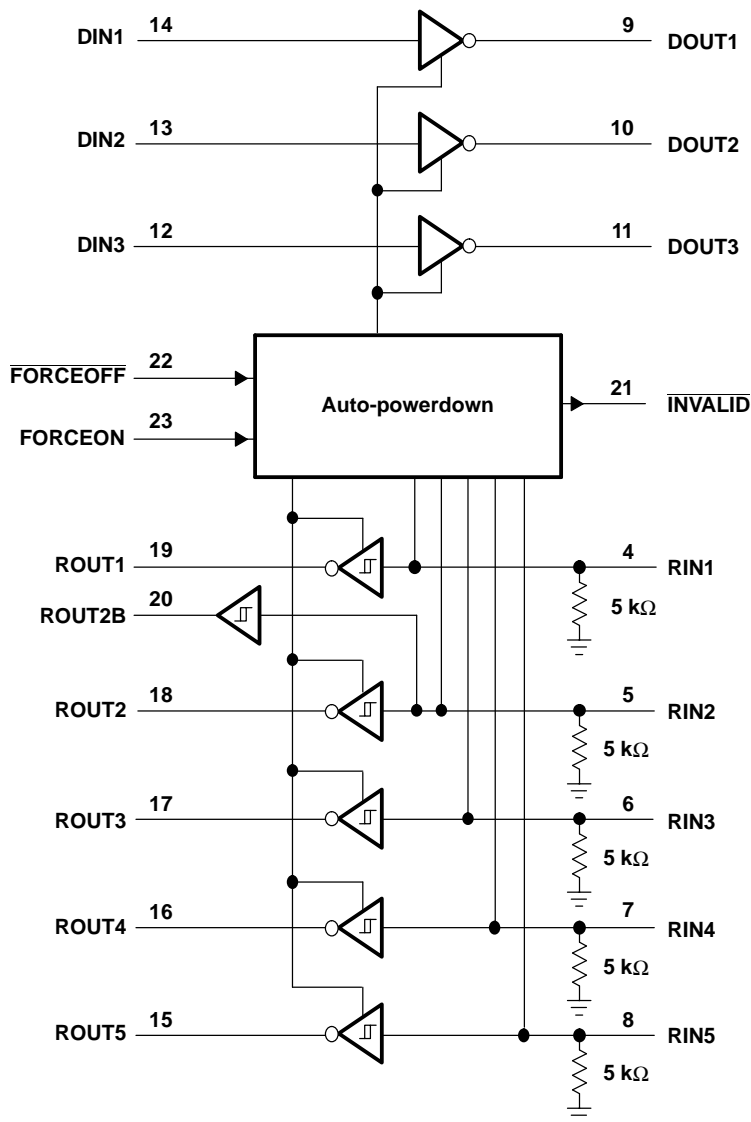 DIN1 14 9 DOUT1
DIN2 13 10 DOUT2
DIN3 12 11 DOUT3
FORCEOFF 22
Auto-powerdown
21 INVALID
FORCEON 23
ROUT1 19 4 RIN1
5 kΩ
ROUT2B 20
ROUT2 18 5 RIN2
5 kΩ
ROUT3 17 6 RIN3
5 kΩ
ROUT4 16 7 RIN4
5 kΩ
ROUT5 15 8 RIN5
5 kΩ